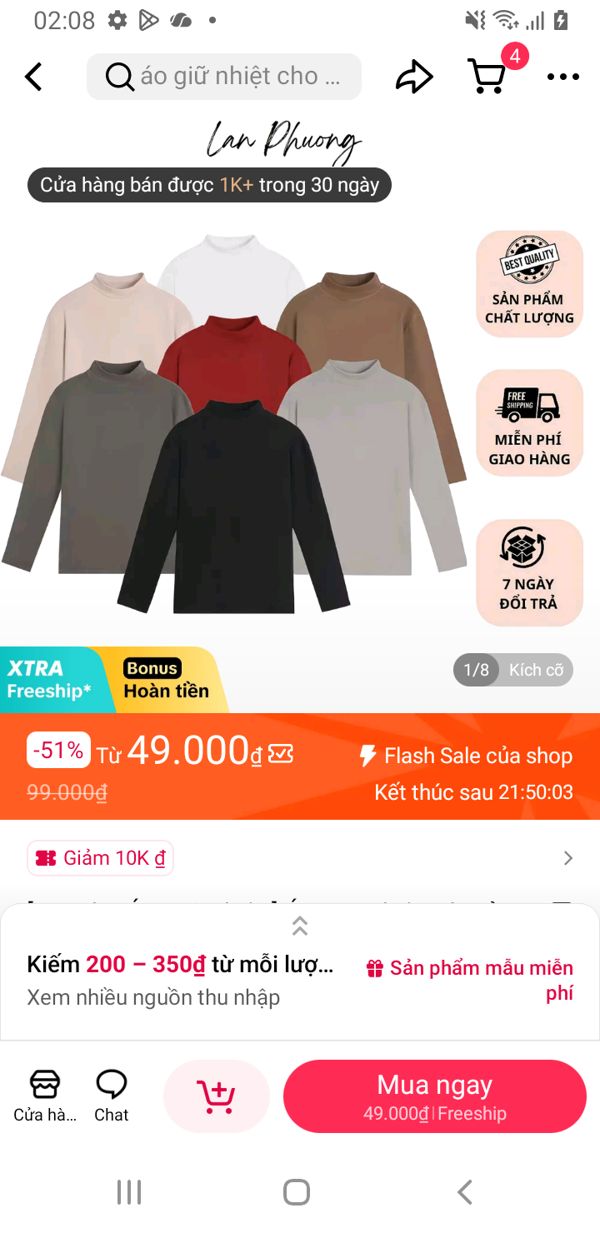 02:08
4
áo giữ nhiệt cho ...
Lan Phuong
Cửa hàng bán được 1K+ trong 30 ngày
BEST QUALITY
SẢN PHẨM
CHẤT LƯỢNG
FREE
SHIPPING
MIỄN PHÍ
GIAO HÀNG
7 NGÀY
ĐỔI TRẢ
XTRA
Freeship*
Bonus
Hoàn tiền
1/8 Kích cỡ
-51% Từ 49.000₫
Flash Sale của shop
99.000₫
Kết thúc sau 21:50:03
Giảm 10K ₫
Kiếm 200 – 350₫ từ mỗi lượ...
Xem nhiều nguồn thu nhập
Sản phẩm mẫu miễn
phí
Cửa hà...
Chat
Mua ngay
49.000₫ | Freeship